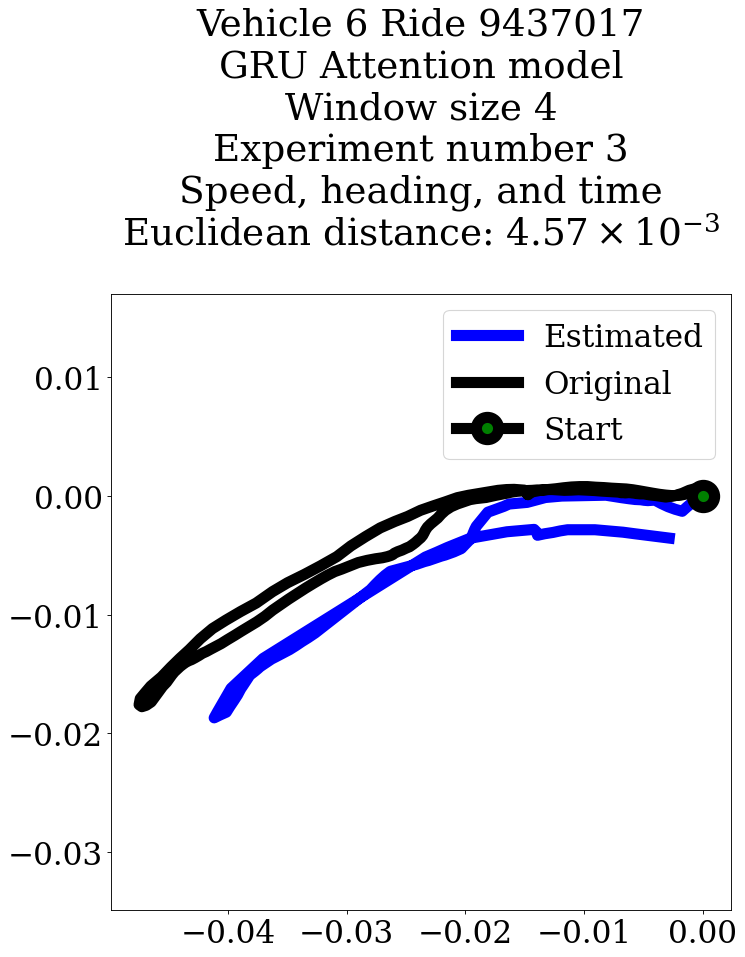 Vehicle 6 Ride 9437017
GRU Attention model
Window size 4
Experiment number 3
Speed, heading, and time
Euclidean distance: 4.57 × 10⁻³
Estimated
Original
Start
0.01
0.00
−0.01
−0.02
−0.03
−0.04 −0.03 −0.02 −0.01 0.00